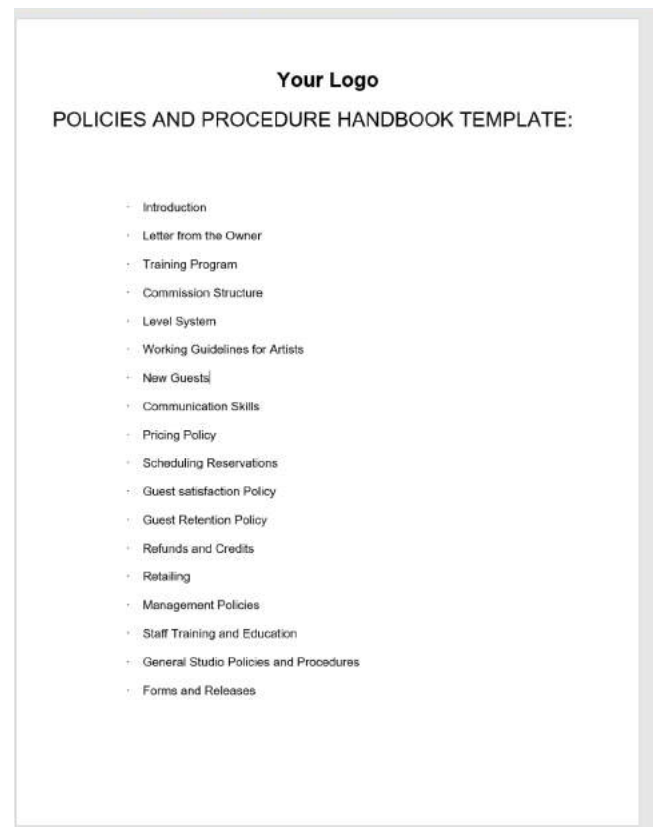 Your Logo
POLICIES AND PROCEDURE HANDBOOK TEMPLATE:
· Introduction
· Letter from the Owner
· Training Program
· Commission Structure
· Level System
· Working Guidelines for Artists
· New Guests
· Communication Skills
· Pricing Policy
· Scheduling Reservations
· Guest satisfaction Policy
· Guest Retention Policy
· Refunds and Credits
· Retailing
· Management Policies
· Staff Training and Education
· General Studio Policies and Procedures
· Forms and Releases